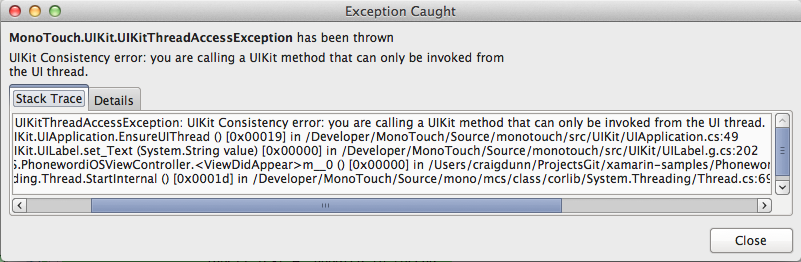 Exception Caught
MonoTouch.UIKit.UIKitThreadAccessException has been thrown
UIKit Consistency error: you are calling a UIKit method that can only be invoked from
the UI thread.
Stack Trace
Details
UIKitThreadAccessException: UIKit Consistency error: you are calling a UIKit method that can only be invoked from the UI thread.
IKit.UIApplication.EnsureUIThread () [0x00019] in /Developer/MonoTouch/Source/monotouch/src/UIKit/UIApplication.cs:49
IKit.UILabel.set_Text (System.String value) [0x00000] in /Developer/MonoTouch/Source/monotouch/src/UIKit/UILabel.g.cs:202
S.PhonewordiOSViewController.<ViewDidAppear>m__0 () [0x00000] in /Users/craigdunn/ProjectsGit/xamarin-samples/Phonewor
ding.Thread.StartInternal () [0x0001d] in /Developer/MonoTouch/Source/mono/mcs/class/corlib/System.Threading/Thread.cs:69
Close